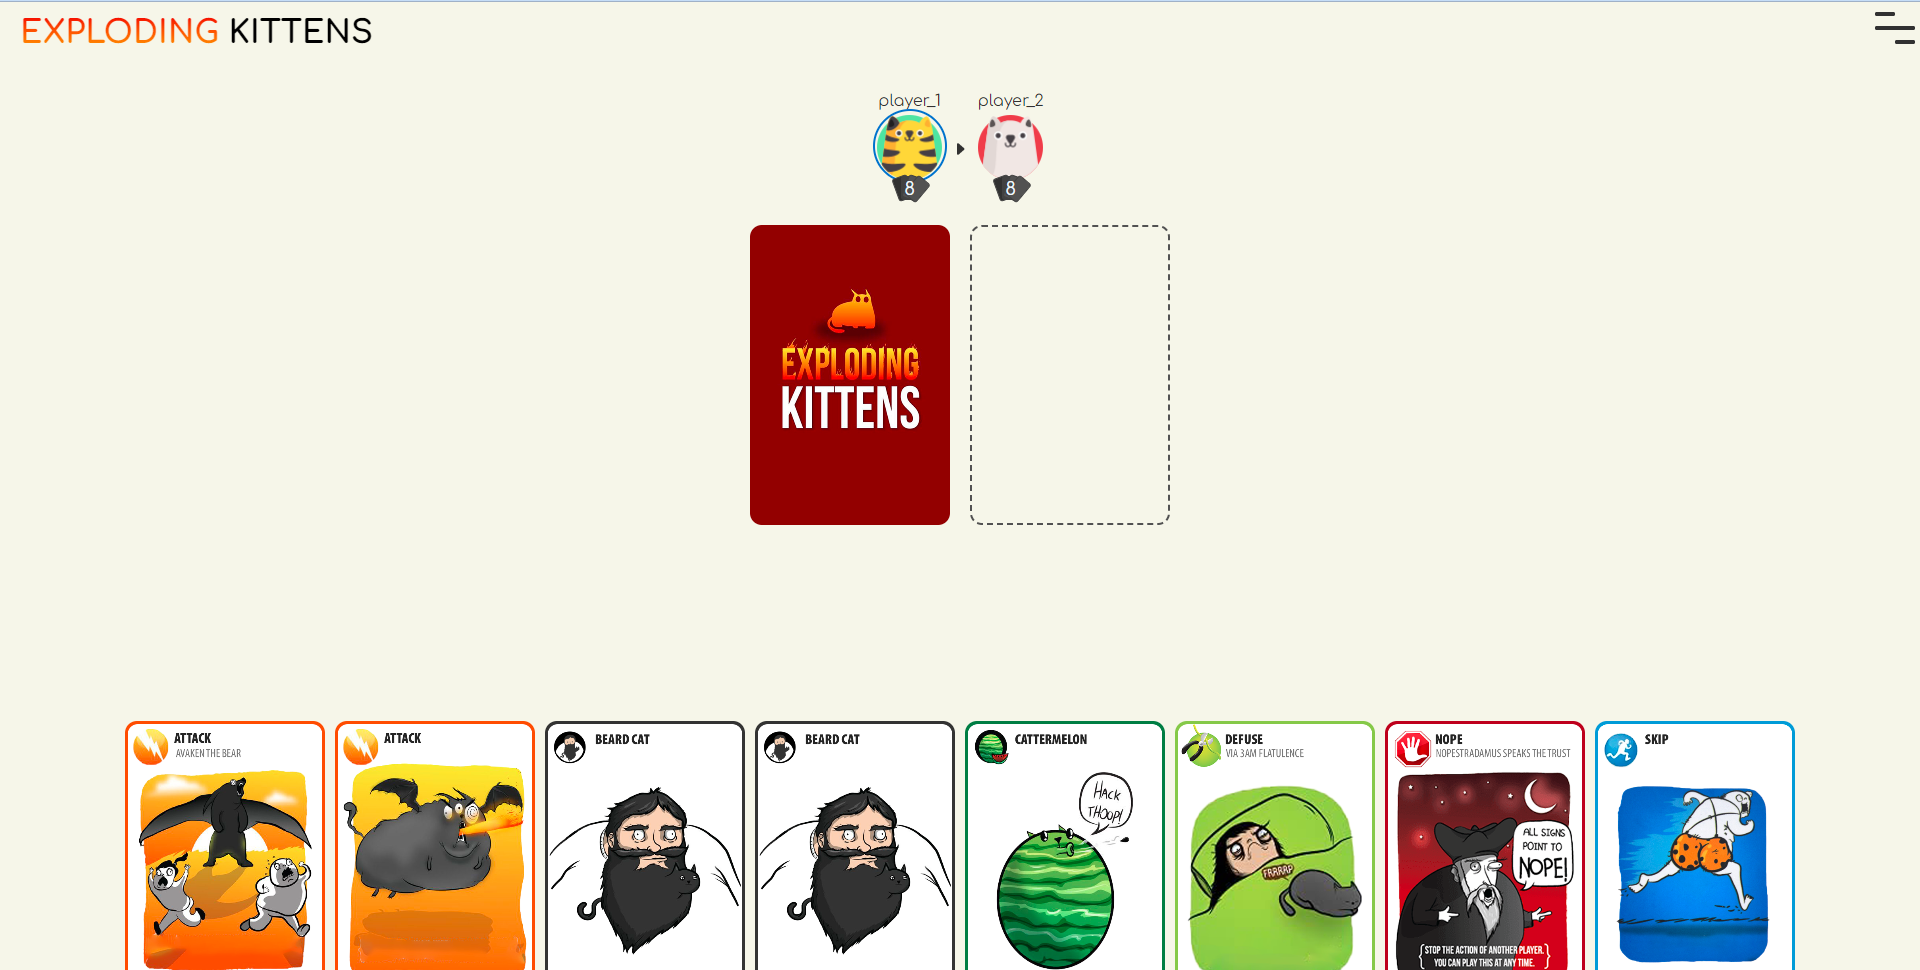 EXPLODING KITTENS
player_1
player_2
8
8
EXPLODING
KITTENS
ATTACK
AVAKEN THE BEAR
ATTACK
BEARD CAT
BEARD CAT
CATTERMELON
HACK
THOOP!
DEFUSE
VIA 3AM FLATULENCE
FRRRRP
NOPE
NOPESTRADAMUS SPEAKS THE TRUST
ALL SIGNS
POINT TO
NOPE!
STOP THE ACTION OF ANOTHER PLAYER.
YOU CAN PLAY THIS AT ANY TIME.
SKIP